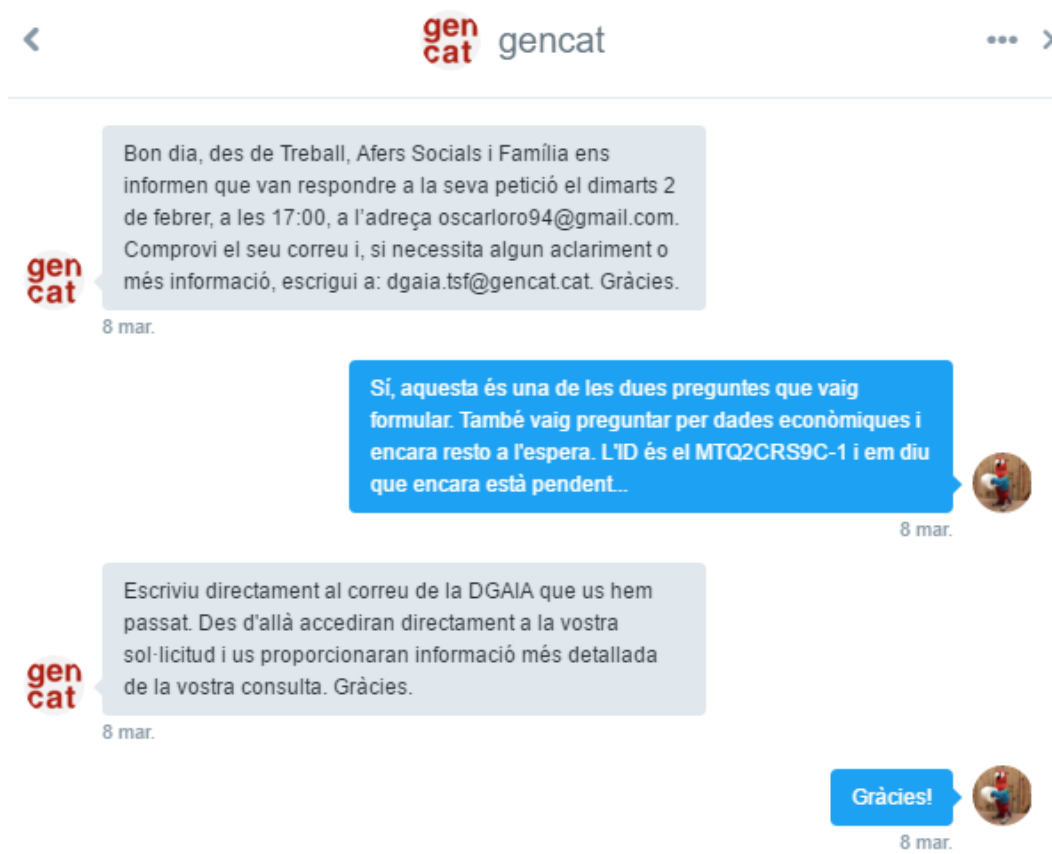 gen
cat
gencat
Bon dia, des de Treball, Afers Socials i Família ens
informen que van respondre a la seva petició el dimarts 2
de febrer, a les 17:00, a l'adreça oscarloro94@gmail.com.
Comprovi el seu correu i, si necessita algun aclariment o
més informació, escrigui a: dgaia.tsf@gencat.cat. Gràcies.
gen
cat
8 mar.
Sí, aquesta és una de les dues preguntes que vaig
formular. També vaig preguntar per dades econòmiques i
encara resto a l'espera. L'ID és el MTQ2CRS9C-1 i em diu
que encara està pendent...
8 mar.
Escriviu directament al correu de la DGAIA que us hem
passat. Des d'allà accediran directament a la vostra
sol·licitud i us proporcionaran informació més detallada
de la vostra consulta. Gràcies.
gen
cat
8 mar.
Gràcies!
8 mar.